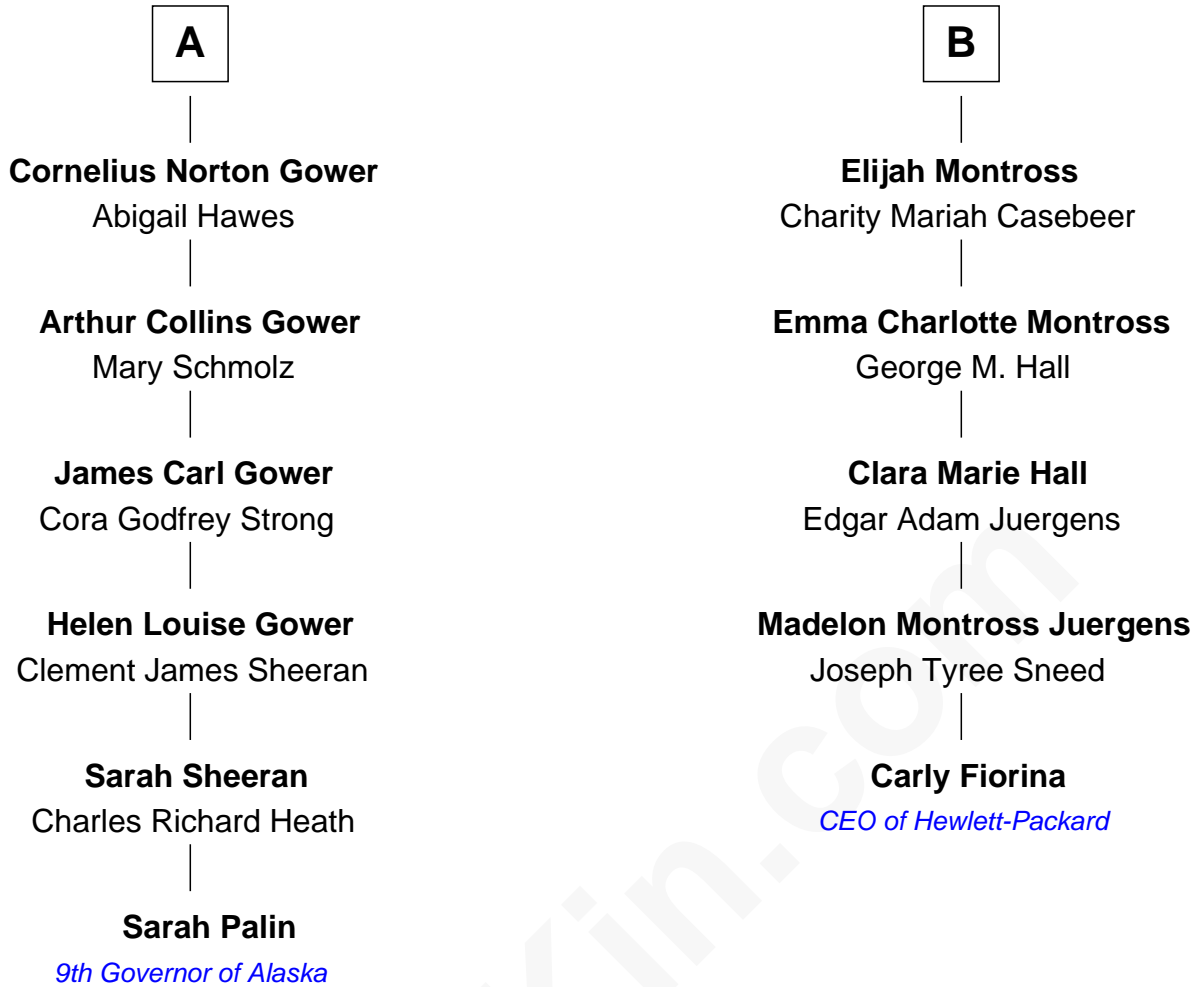 A
Cornelius Norton Gower
Abigail Hawes
Arthur Collins Gower
Mary Schmolz
James Carl Gower
Cora Godfrey Strong
Helen Louise Gower
Clement James Sheeran
Sarah Sheeran
Charles Richard Heath
Sarah Palin
9th Governor of Alaska
B
Elijah Montross
Charity Mariah Casebeer
Emma Charlotte Montross
George M. Hall
Clara Marie Hall
Edgar Adam Juergens
Madelon Montross Juergens
Joseph Tyree Sneed
Carly Fiorina
CEO of Hewlett-Packard
Kin.com